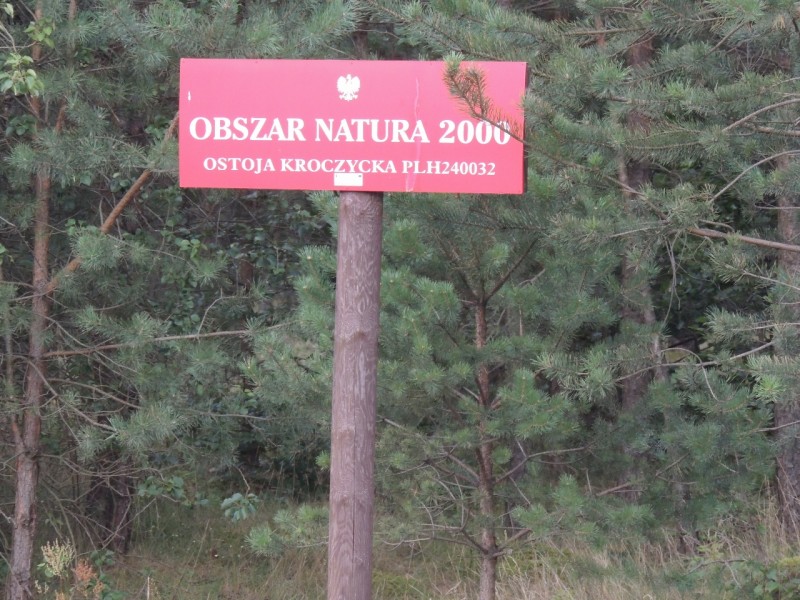 OBSZAR NATURA 2000
OSTOJA KROCZYCKA PLH240032